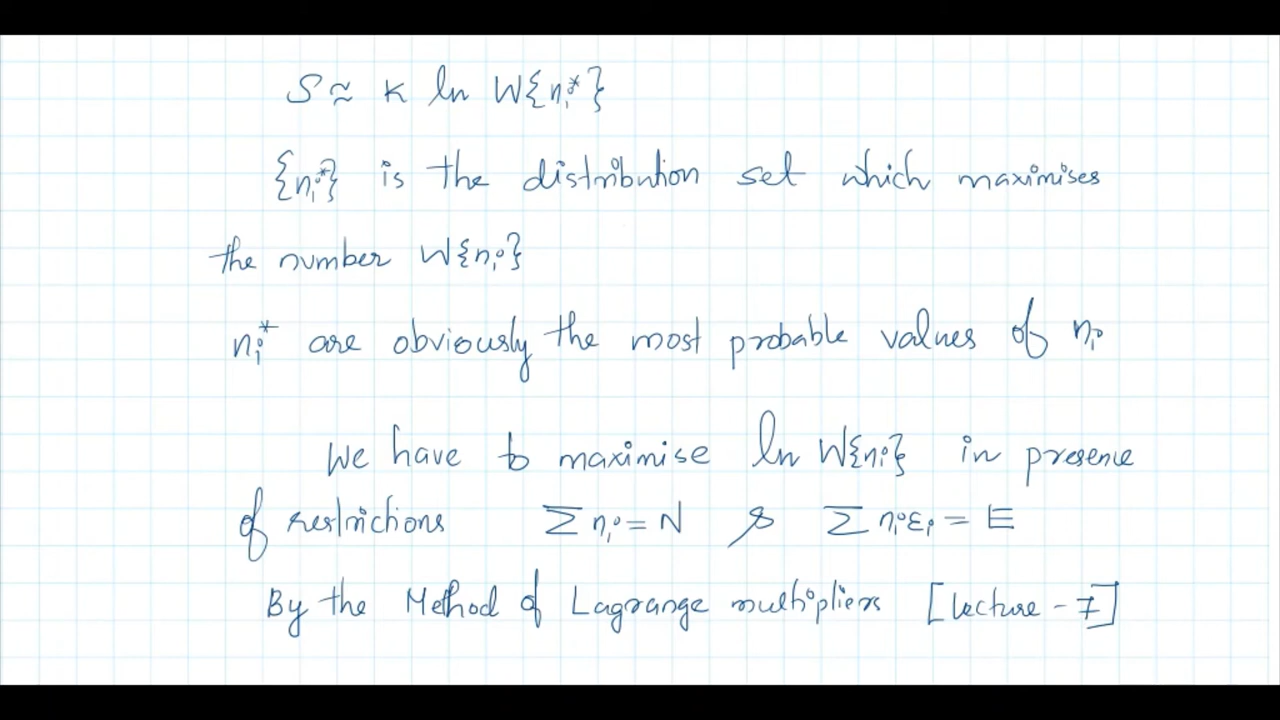 S ≈ K ln W{nᵢ*}
{nᵢ*} is the distribution set which maximises
the number W{nᵢ}
nᵢ* are obviously the most probable values of nᵢ
We have to maximise ln W{nᵢ} in presence
of restrictions Σ nᵢ = N & Σ nᵢεᵢ = E
By the Method of Lagrange multipliers [lecture - 7]